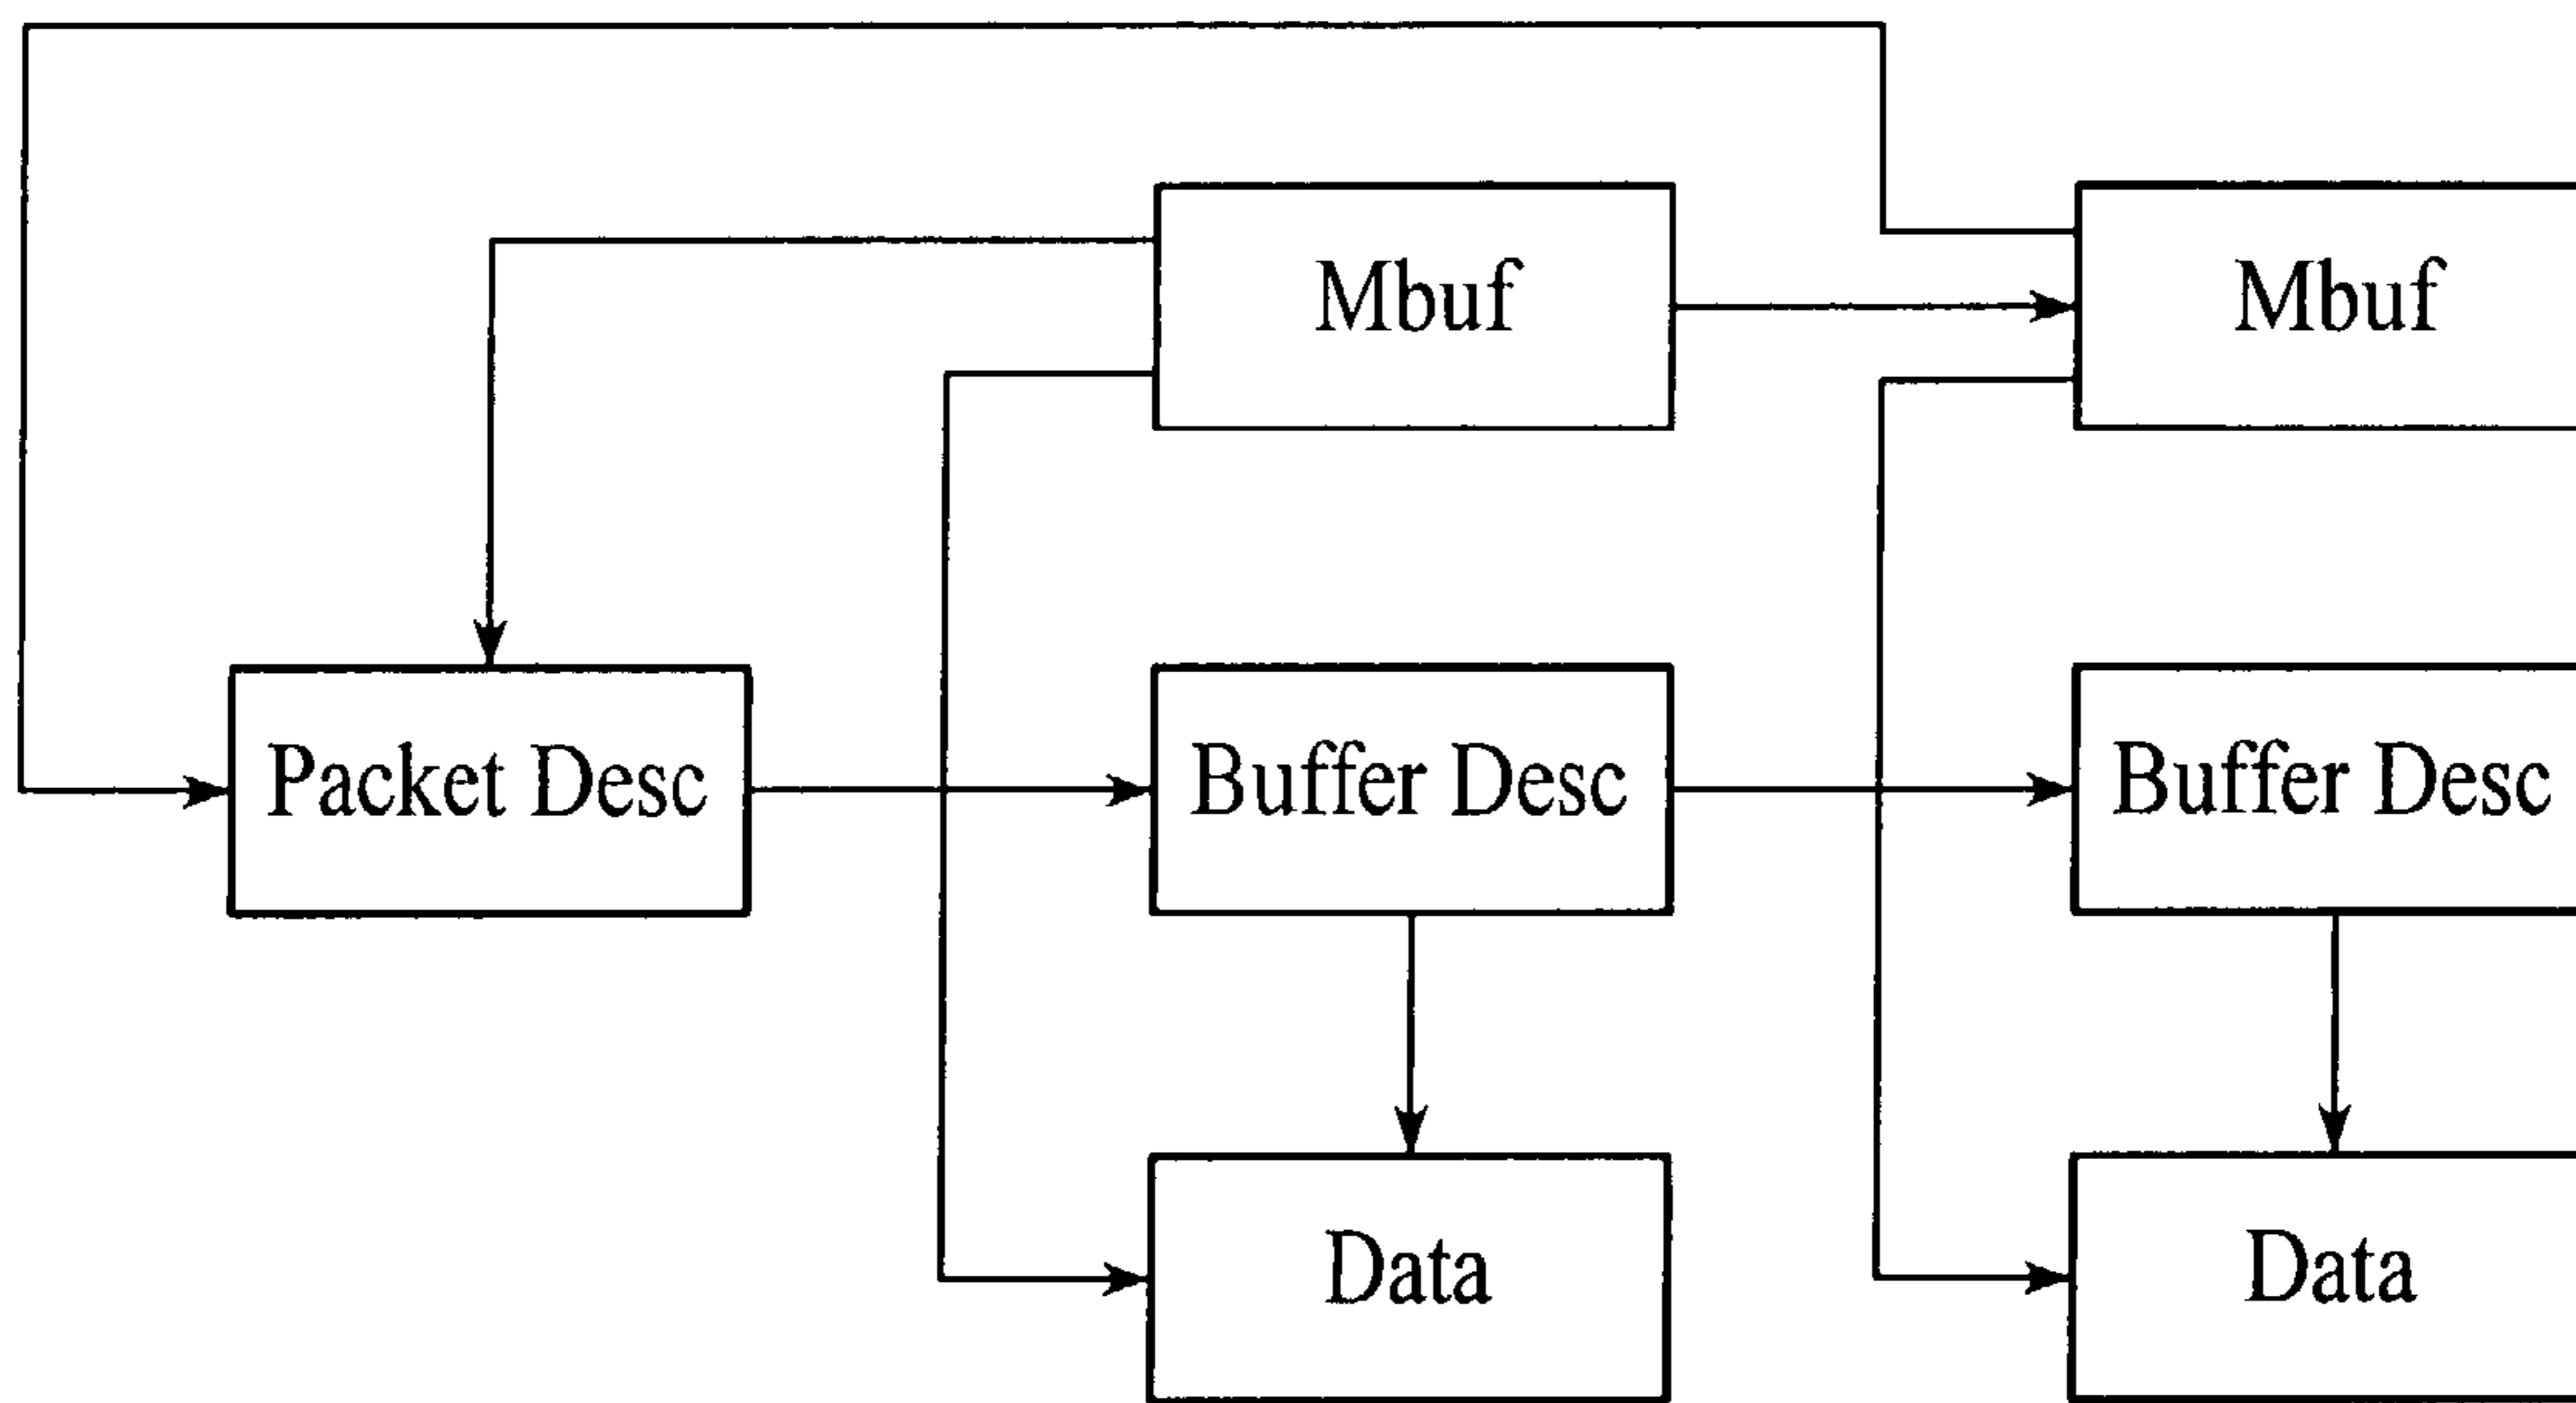 Mbuf
Mbuf
Packet Desc
Buffer Desc
Buffer Desc
Data
Data